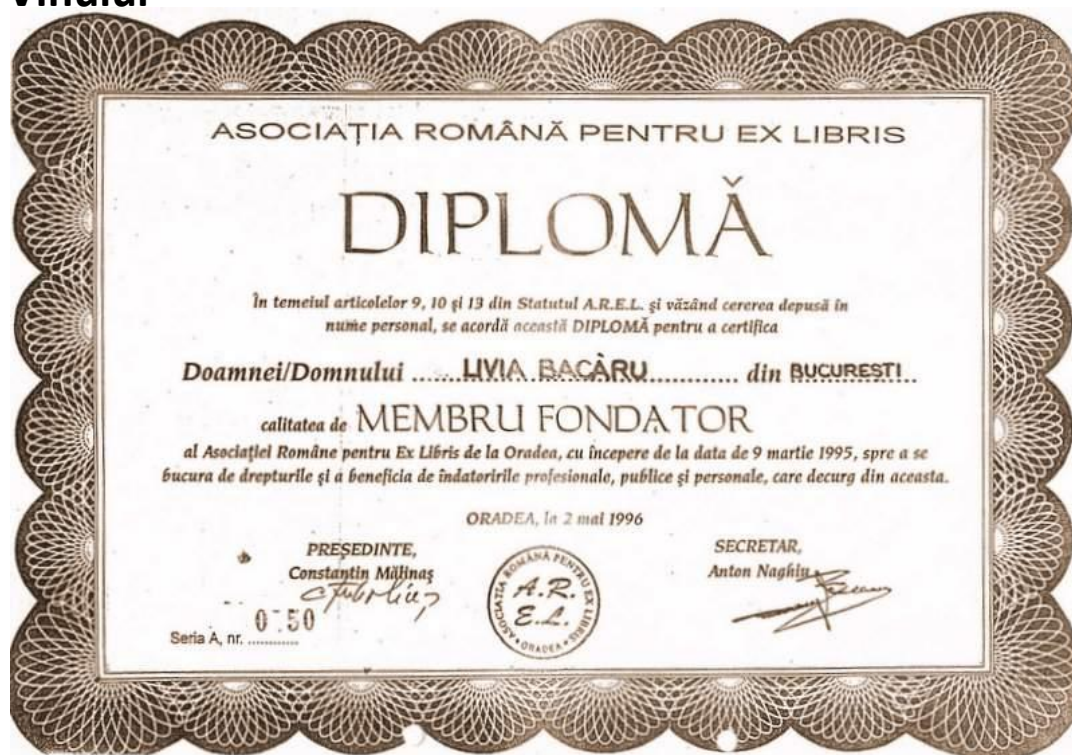 ASOCIAȚIA ROMÂNĂ PENTRU EX LIBRIS
DIPLOMĂ
În temeiul articolelor 9, 10 și 13 din Statutul A.R.E.L. și văzând cererea depusă în
nume personal, se acordă această DIPLOMĂ pentru a certifica
Doamnei/Domnului ...... LIVIA BACÂRU ............ din BUCURESTI ..
calitatea de MEMBRU FONDATOR
al Asociației Române pentru Ex Libris de la Oradea, cu începere de la data de 9 martie 1995, spre a se
bucura de drepturile și a beneficia de îndatoririle profesionale, publice și personale, care decurg din aceasta.
ORADEA, la 2 mai 1996
PREȘEDINTE,
Constantin Mălinaș
SECRETAR,
Anton Naghiu
ASOCIAȚIA ROMÂNĂ PENTRU EX LIBRIS
A.R.
E.L.
ORADEA
Seria A, nr. ............